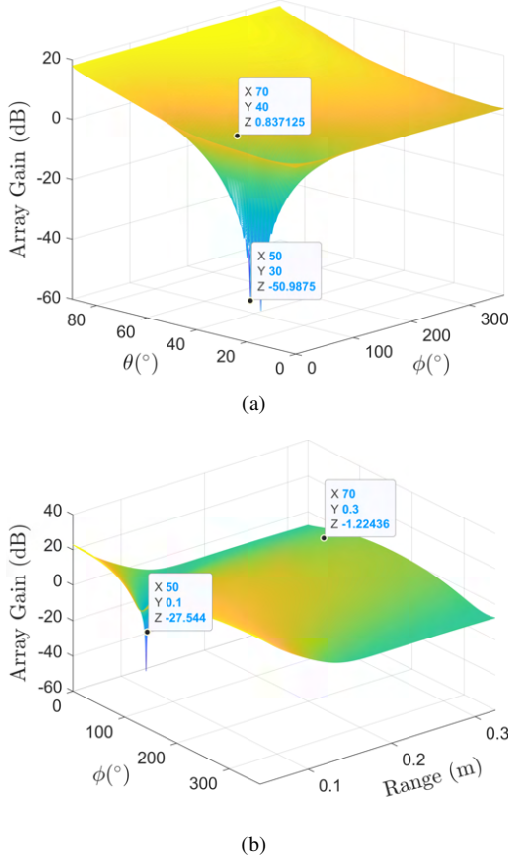 20
0
-20
-40
-60
Array Gain (dB)
X 70
Y 40
Z 0.837125
X 50
Y 30
Z -50.9875
80
60
40
20
0
θ(°)
0
100
200
300
ϕ(°)
(a)
40
20
0
-20
-40
-60
Array Gain (dB)
X 70
Y 0.3
Z -1.22436
X 50
Y 0.1
Z -27.544
0
100
200
300
ϕ(°)
0.1
0.2
0.3
Range (m)
(b)